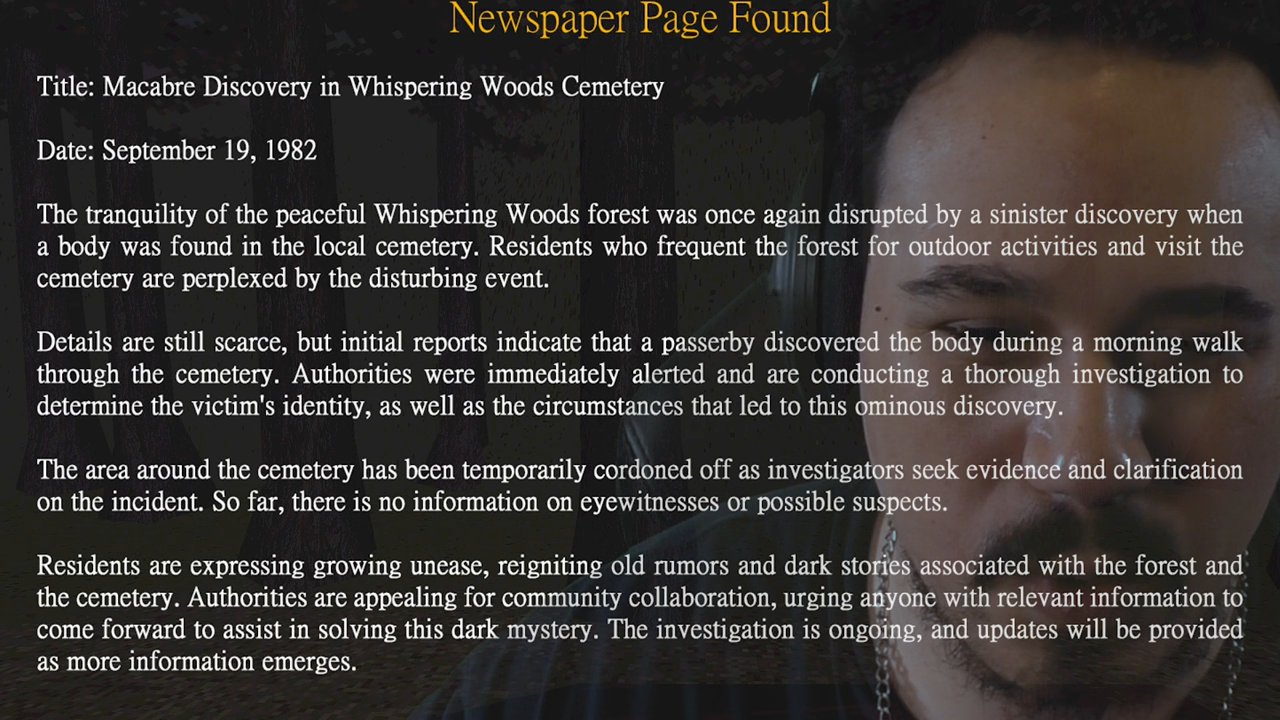 Newspaper Page Found
Title: Macabre Discovery in Whispering Woods Cemetery
Date: September 19, 1982
The tranquility of the peaceful Whispering Woods forest was once again disrupted by a sinister discovery when
a body was found in the local cemetery. Residents who frequent the forest for outdoor activities and visit the
cemetery are perplexed by the disturbing event.
Details are still scarce, but initial reports indicate that a passerby discovered the body during a morning walk
through the cemetery. Authorities were immediately alerted and are conducting a thorough investigation to
determine the victim's identity, as well as the circumstances that led to this ominous discovery.
The area around the cemetery has been temporarily cordoned off as investigators seek evidence and clarification
on the incident. So far, there is no information on eyewitnesses or possible suspects.
Residents are expressing growing unease, reigniting old rumors and dark stories associated with the forest and
the cemetery. Authorities are appealing for community collaboration, urging anyone with relevant information to
come forward to assist in solving this dark mystery. The investigation is ongoing, and updates will be provided
as more information emerges.